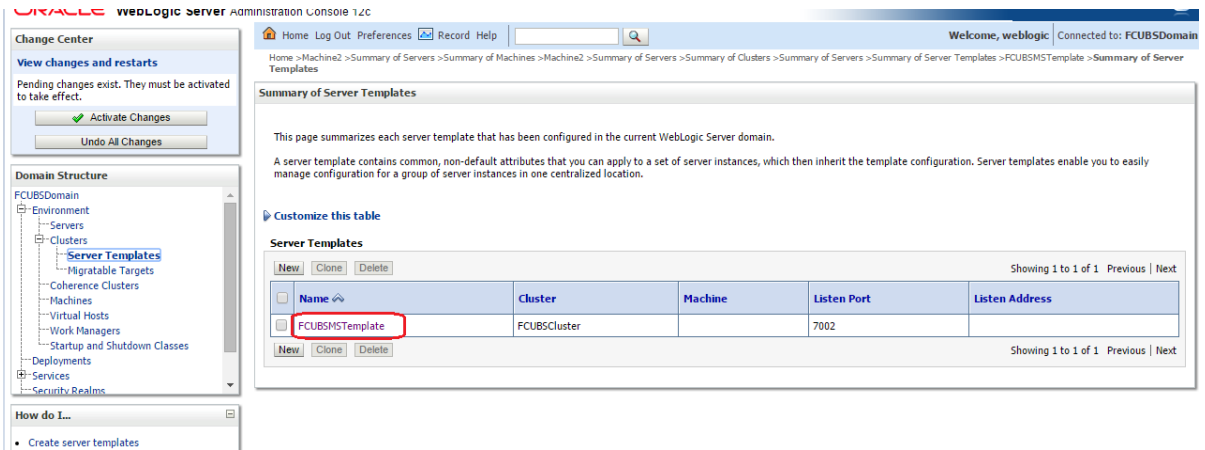 ORACLE WebLogic Server Administration Console 12c
Change Center
View changes and restarts
Pending changes exist. They must be activated
to take effect.
Activate Changes
Undo All Changes
Domain Structure
FCUBSDomain
Environment
Servers
Clusters
Server Templates
Migratable Targets
Coherence Clusters
Machines
Virtual Hosts
Work Managers
Startup and Shutdown Classes
Deployments
Services
Security Realms
How do I...
Create server templates
Home Log Out Preferences Record Help
Welcome, weblogic Connected to: FCUBSDomain
Home >Machine2 >Summary of Servers >Summary of Machines >Machine2 >Summary of Servers >Summary of Clusters >Summary of Servers >Summary of Server Templates >FCUBSMSTemplate >Summary of Server
Templates
Summary of Server Templates
This page summarizes each server template that has been configured in the current WebLogic Server domain.
A server template contains common, non-default attributes that you can apply to a set of server instances, which then inherit the template configuration. Server templates enable you to easily
manage configuration for a group of server instances in one centralized location.
Customize this table
Server Templates
New Clone Delete Showing 1 to 1 of 1 Previous | Next
Name Cluster Machine Listen Port Listen Address
FCUBSMSTemplate FCUBSCluster 7002
New Clone Delete Showing 1 to 1 of 1 Previous | Next